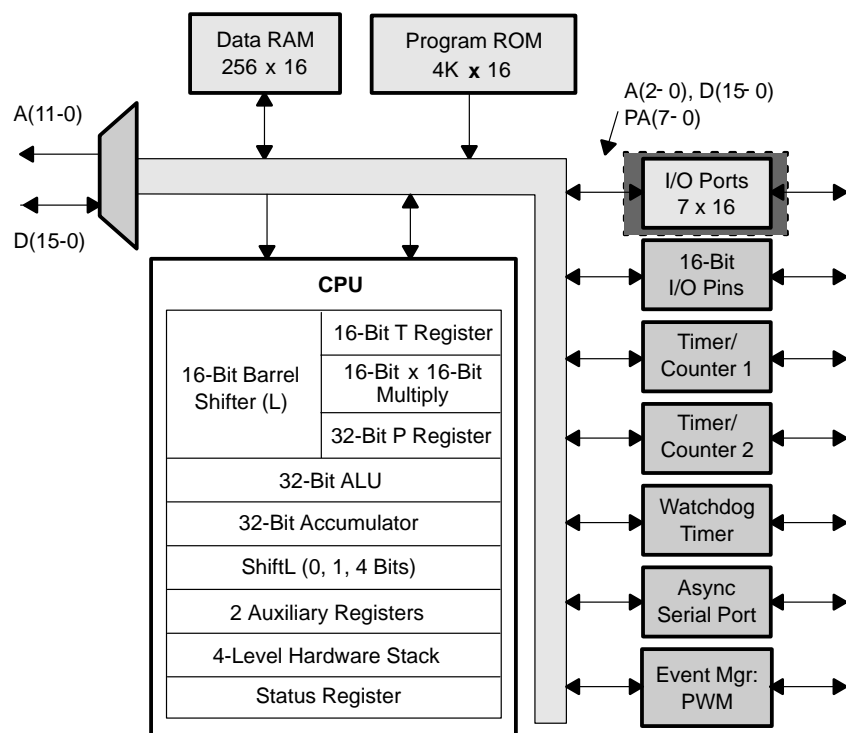 Data RAM
256 x 16
Program ROM
4K x 16
A(11-0)
D(15-0)
A(2-0), D(15-0)
PA(7-0)
I/O Ports
7 x 16
16-Bit
I/O Pins
Timer/
Counter 1
Timer/
Counter 2
Watchdog
Timer
Async
Serial Port
Event Mgr:
PWM
CPU
16-Bit Barrel
Shifter (L)
16-Bit T Register
16-Bit x 16-Bit
Multiply
32-Bit P Register
32-Bit ALU
32-Bit Accumulator
ShiftL (0, 1, 4 Bits)
2 Auxiliary Registers
4-Level Hardware Stack
Status Register